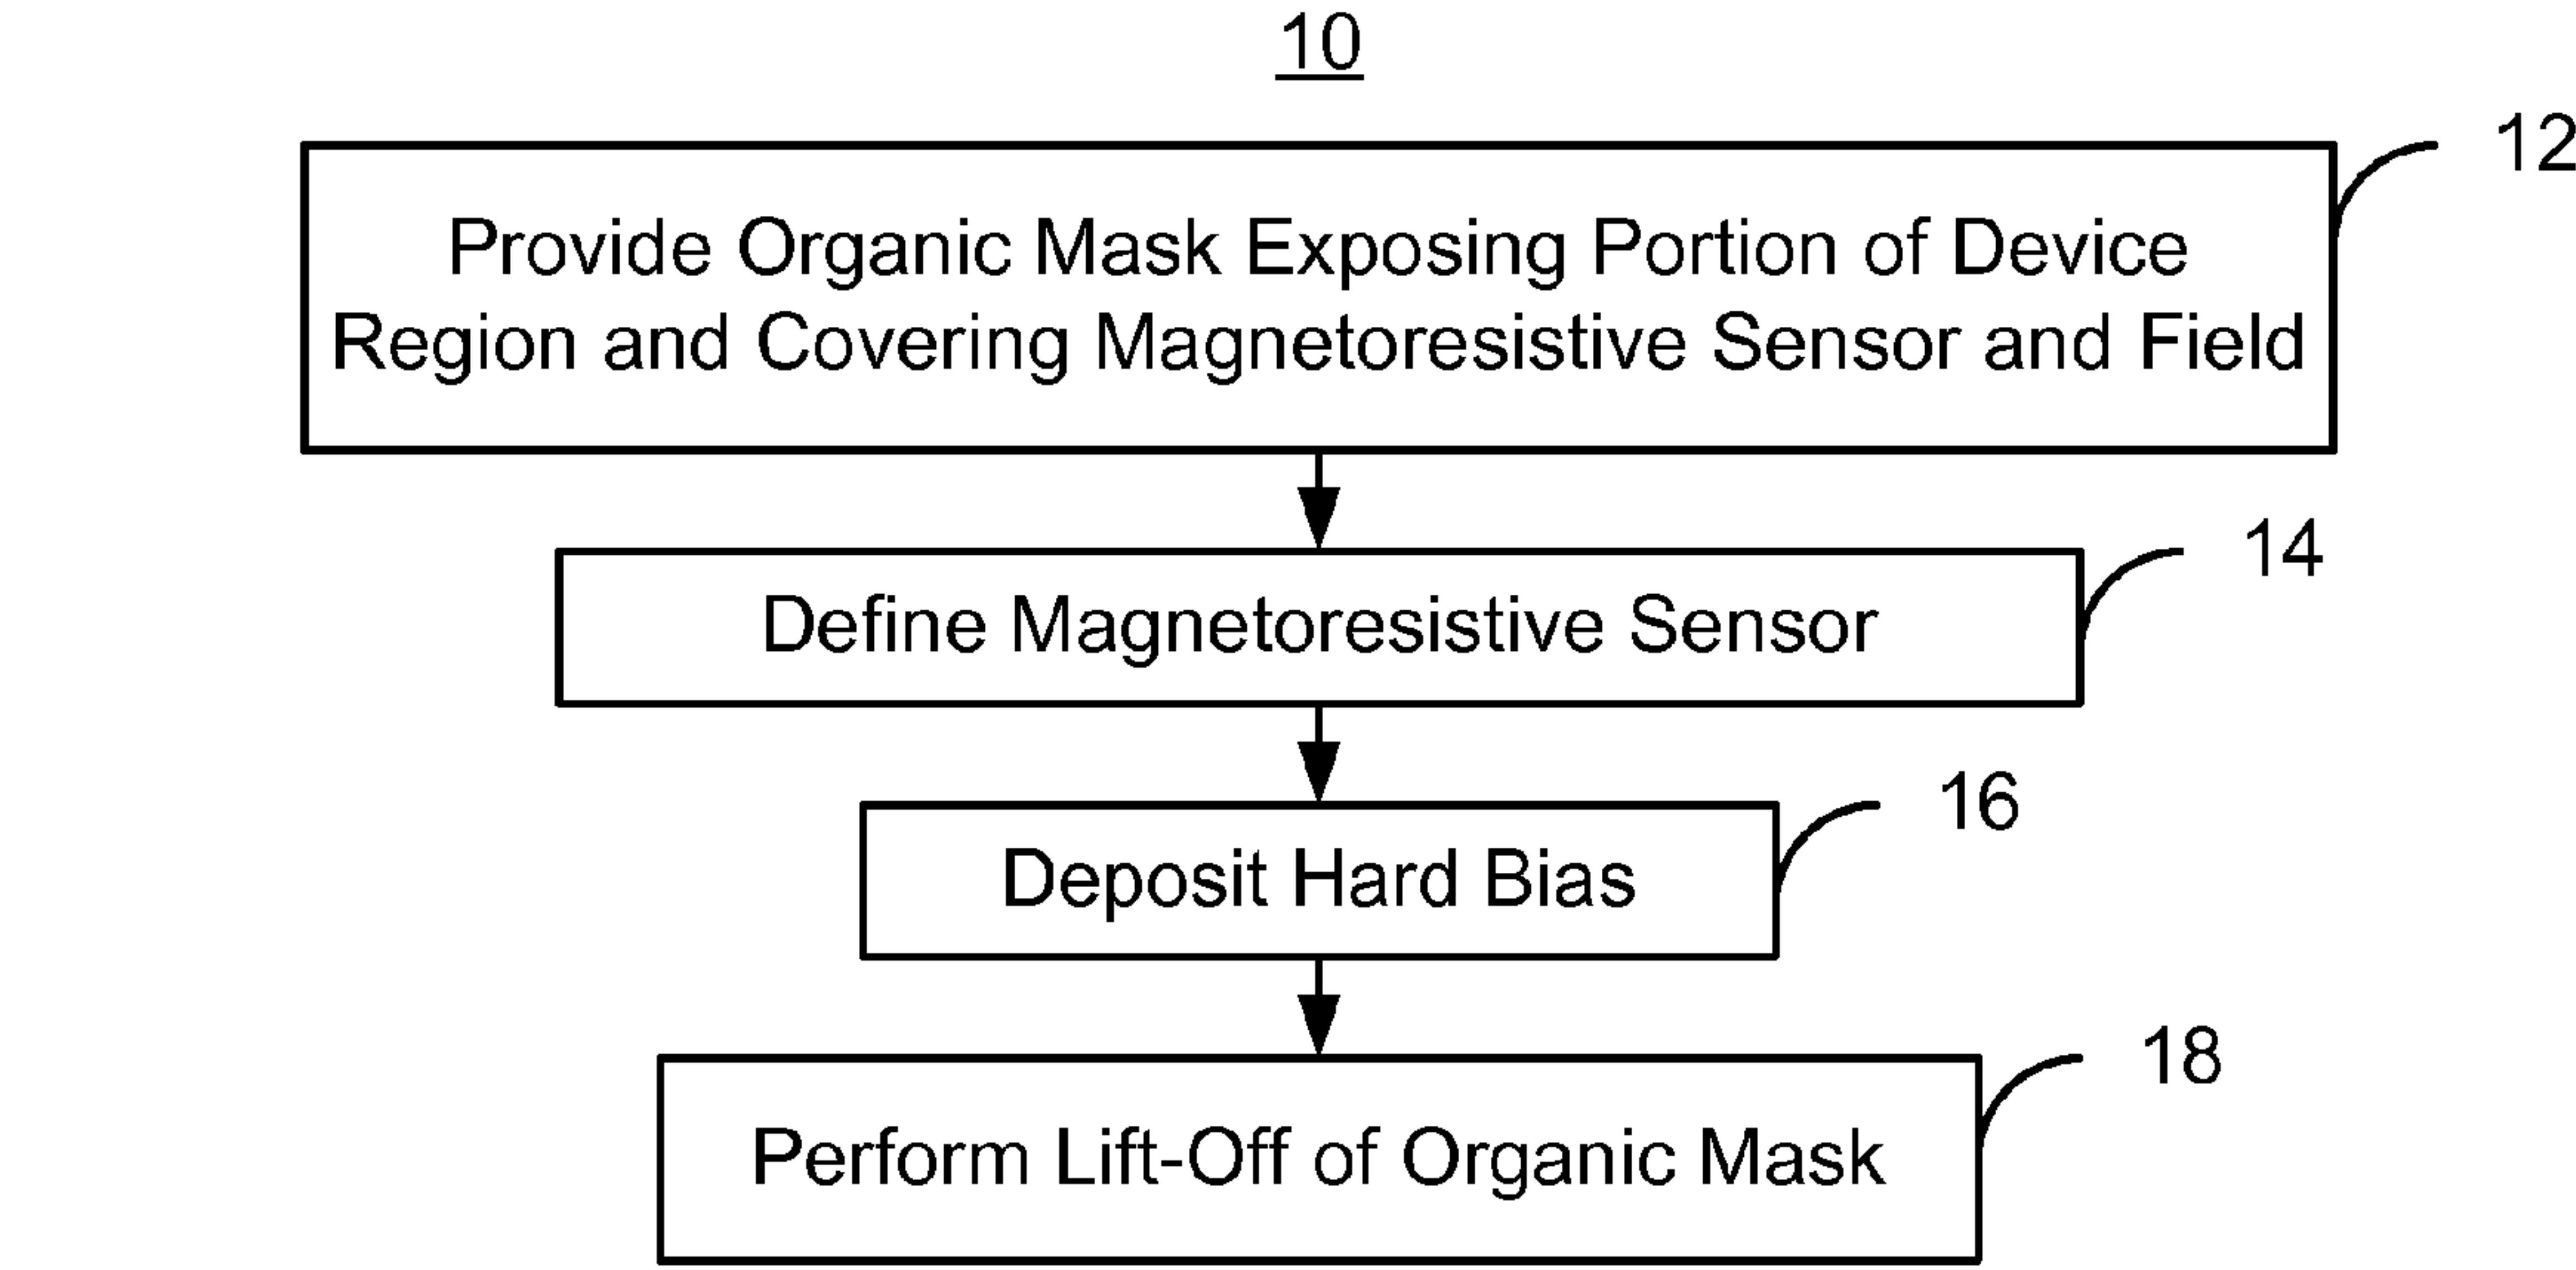 10
12
Provide Organic Mask Exposing Portion of Device
Region and Covering Magnetoresistive Sensor and Field
14
Define Magnetoresistive Sensor
16
Deposit Hard Bias
18
Perform Lift-Off of Organic Mask